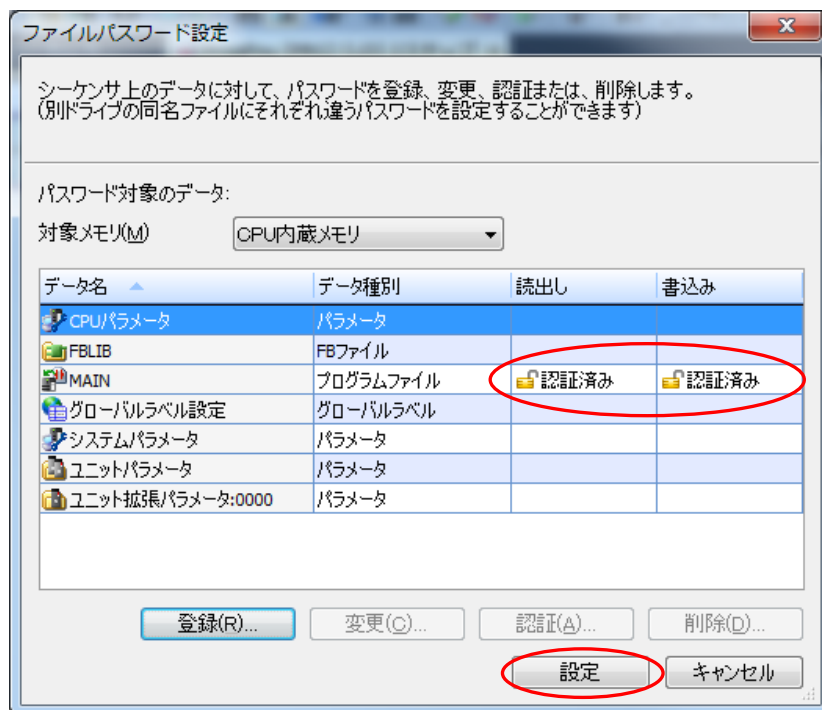 ファイルパスワード設定
シーケンサ上のデータに対して、パスワードを登録、変更、認証または、削除します。
(別ドライブの同名ファイルにそれぞれ違うパスワードを設定することができます)
パスワード対象のデータ:
対象メモリ(M) CPU内蔵メモリ
データ名 データ種別 読出し 書込み
CPUパラメータ パラメータ
FBLIB FBファイル
MAIN プログラムファイル 認証済み 認証済み
グローバルラベル設定 グローバルラベル
システムパラメータ パラメータ
ユニットパラメータ パラメータ
ユニット拡張パラメータ:0000 パラメータ
登録(R)... 変更(C)... 認証(A)... 削除(D)...
設定 キャンセル